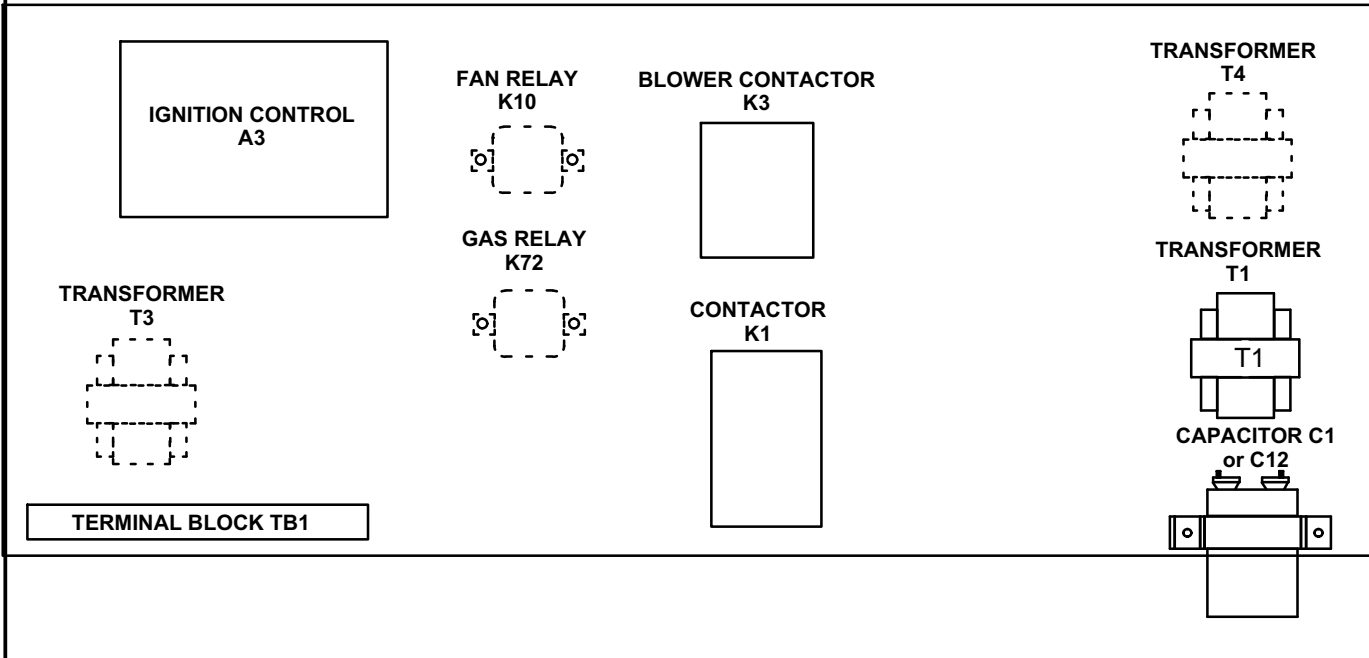 IGNITION CONTROL
A3
FAN RELAY
K10
BLOWER CONTACTOR
K3
TRANSFORMER
T4
GAS RELAY
K72
TRANSFORMER
T1
T1
TRANSFORMER
T3
CONTACTOR
K1
CAPACITOR C1
or C12
TERMINAL BLOCK TB1